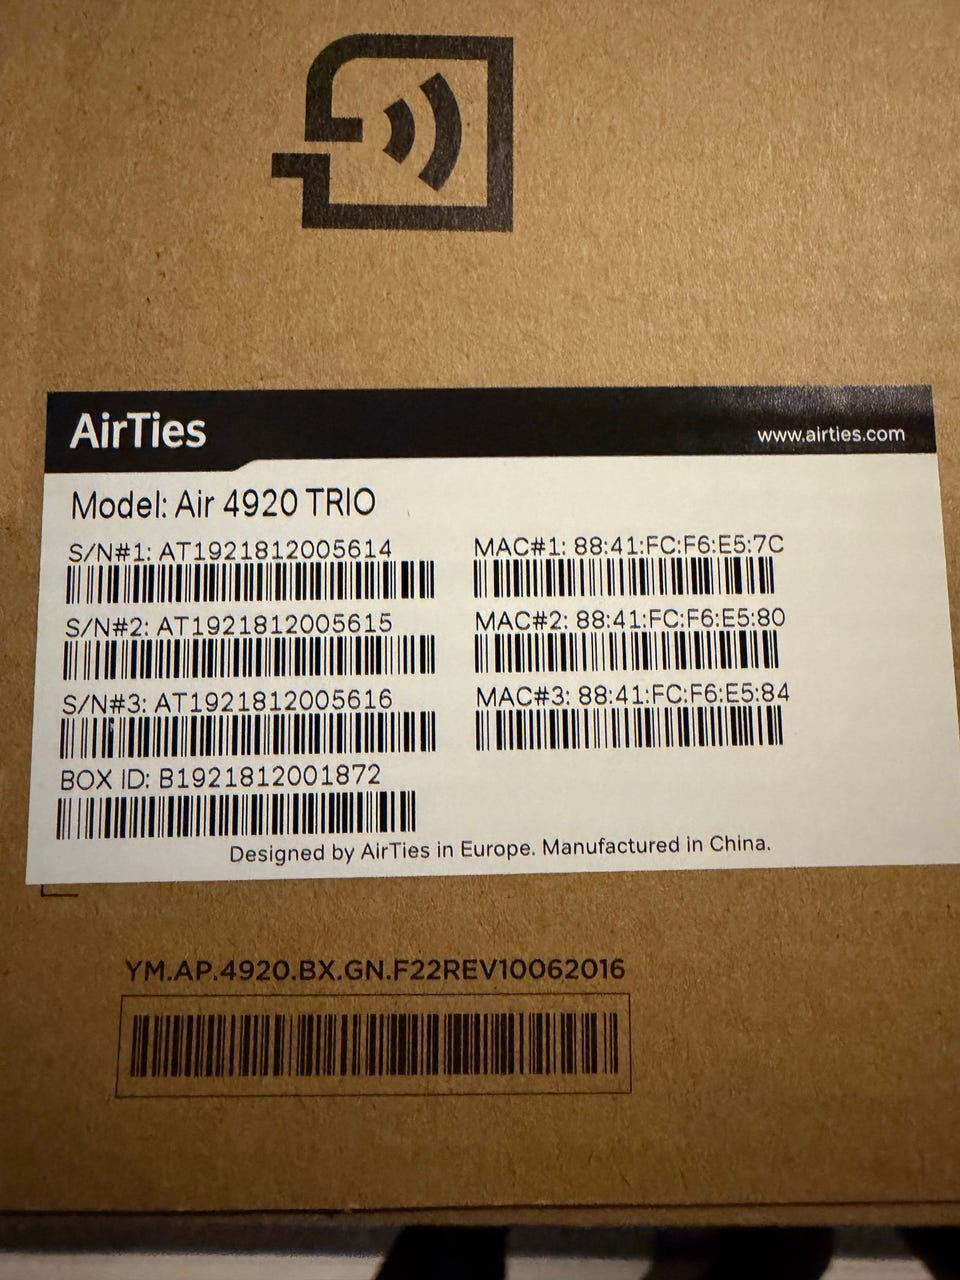 AirTies
www.airties.com
Model: Air 4920 TRIO
S/N#1: AT1921812005614
MAC#1: 88:41:FC:F6:E5:7C
S/N#2: AT1921812005615
MAC#2: 88:41:FC:F6:E5:80
S/N#3: AT1921812005616
MAC#3: 88:41:FC:F6:E5:84
BOX ID: B1921812001872
Designed by AirTies in Europe. Manufactured in China.
YM.AP.4920.BX.GN.F22REV10062016